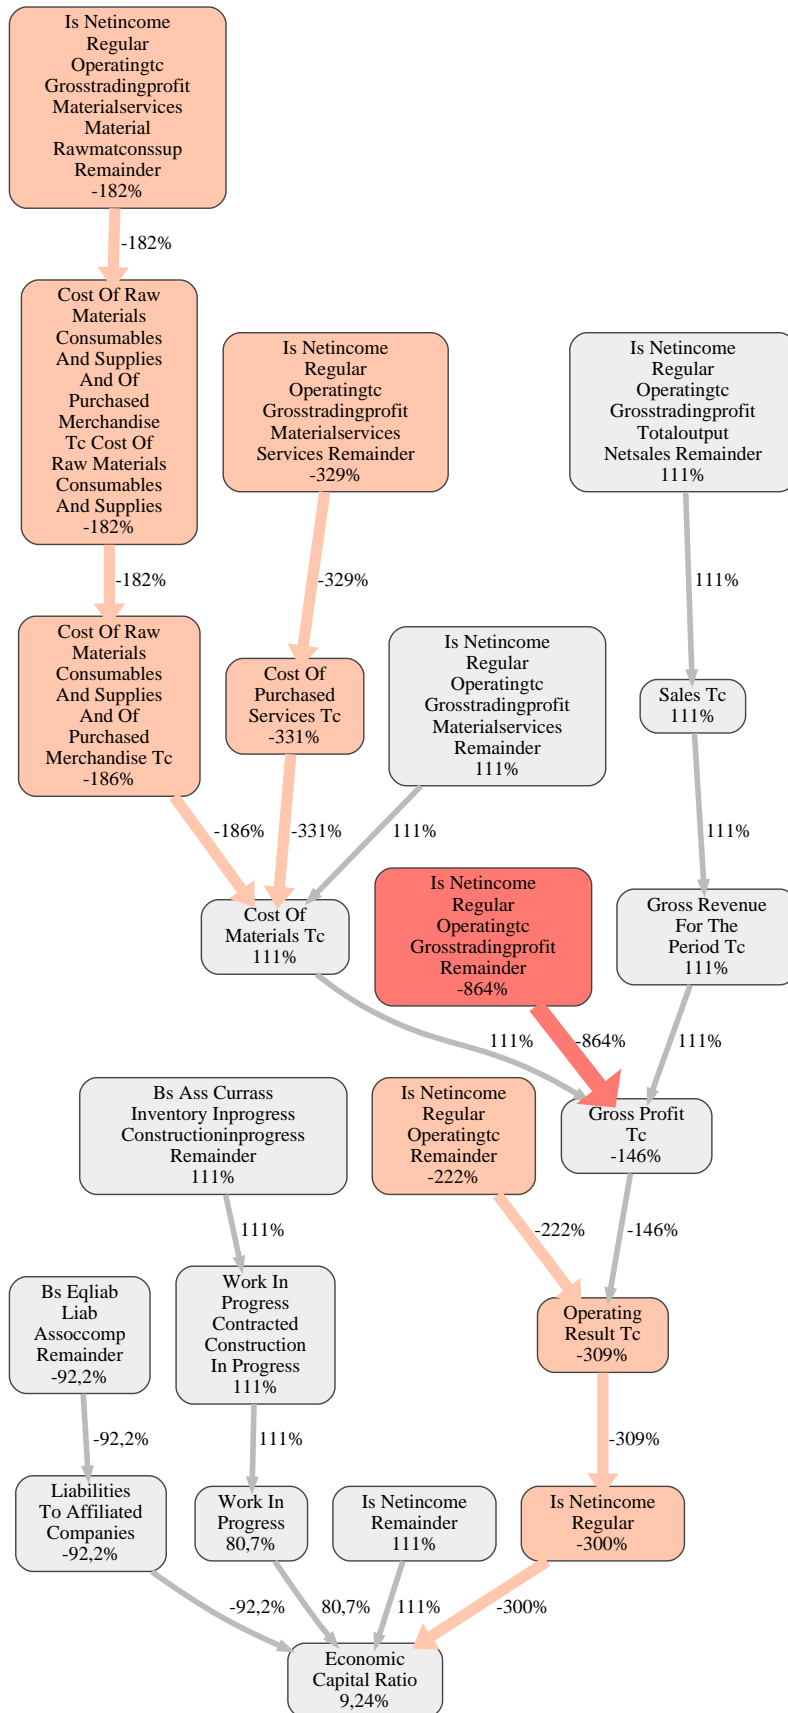 Is Netincome
Regular
Operatingtc
Grosstradingprofit
Materialservices
Material
Rawmatconssup
Remainder
-182%
-182%
Cost Of Raw
Materials
Consumables
And Supplies
And Of
Purchased
Merchandise
Tc Cost Of
Raw Materials
Consumables
And Supplies
-182%
Is Netincome
Regular
Operatingtc
Grosstradingprofit
Materialservices
Services Remainder
-329%
Is Netincome
Regular
Operatingtc
Grosstradingprofit
Totaloutput
Netsales Remainder
111%
-182%
-329%
111%
Cost Of Raw
Materials
Consumables
And Supplies
And Of
Purchased
Merchandise Tc
-186%
Cost Of
Purchased
Services Tc
-331%
Is Netincome
Regular
Operatingtc
Grosstradingprofit
Materialservices
Remainder
111%
Sales Tc
111%
-186%
-331%
111%
111%
Cost Of
Materials Tc
111%
Is Netincome
Regular
Operatingtc
Grosstradingprofit
Remainder
-864%
Gross Revenue
For The
Period Tc
111%
111%
-864%
111%
Bs Ass Currass
Inventory Inprogress
Constructioninprogress
Remainder
111%
Is Netincome
Regular
Operatingtc
Remainder
-222%
Gross Profit
Tc
-146%
111%
-222%
-146%
Bs Eqliab
Liab
Assoccomp
Remainder
-92,2%
Work In
Progress
Contracted
Construction
In Progress
111%
Operating
Result Tc
-309%
-92,2%
111%
-309%
Liabilities
To Affiliated
Companies
-92,2%
Work In
Progress
80,7%
Is Netincome
Remainder
111%
Is Netincome
Regular
-300%
-92,2%
80,7%
111%
-300%
Economic
Capital Ratio
9,24%